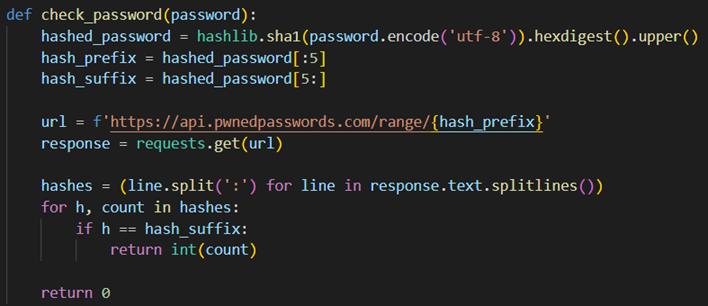 def check_password(password):
    hashed_password = hashlib.sha1(password.encode('utf-8')).hexdigest().upper()
    hash_prefix = hashed_password[:5]
    hash_suffix = hashed_password[5:]

    url = f'https://api.pwnedpasswords.com/range/{hash_prefix}'
    response = requests.get(url)

    hashes = (line.split(':') for line in response.text.splitlines())
    for h, count in hashes:
        if h == hash_suffix:
            return int(count)

    return 0